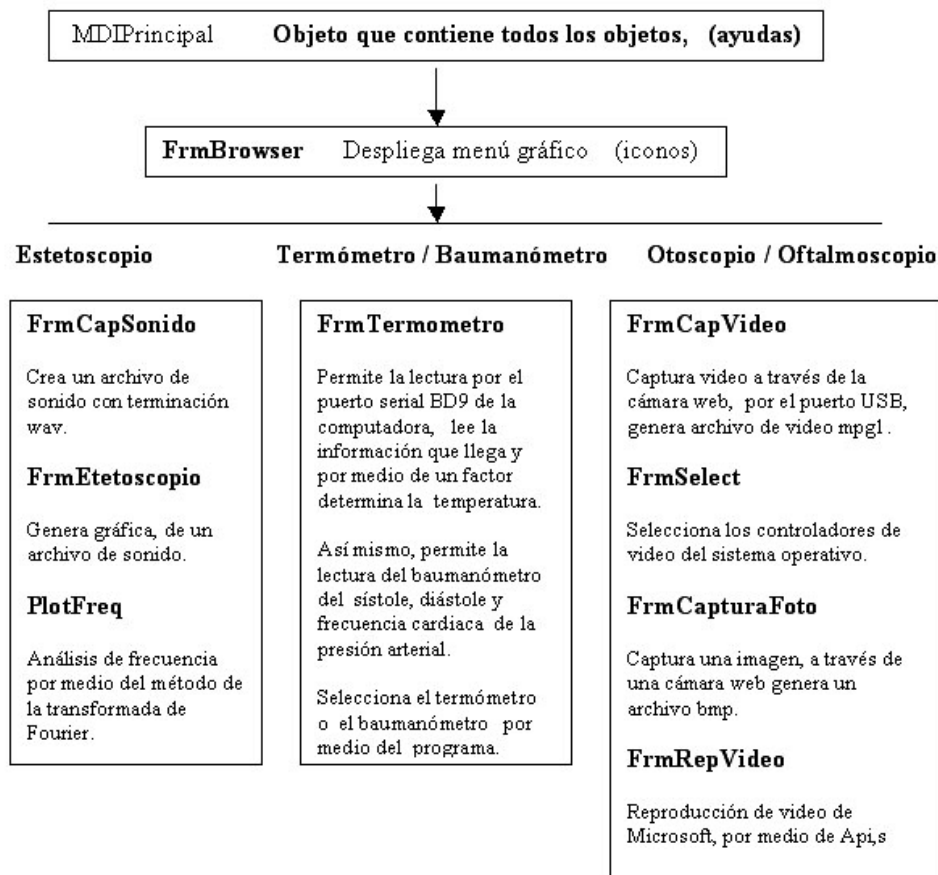 MDIPrincipal Objeto que contiene todos los objetos, (ayudas)
FrmBrowser Despliega menú gráfico (iconos)
Estetoscopio
FrmCapSonido
Crea un archivo de
sonido con terminación
wav.
FrmEtetoscopio
Genera gráfica, de un
archivo de sonido.
PlotFreq
Análisis de frecuencia
por medio del método de
la transformada de
Fourier.
Termómetro / Baumanómetro
FrmTermometro
Permite la lectura por el
puerto serial BD9 de la
computadora, lee la
información que llega y
por medio de un factor
determina la temperatura.
Así mismo, permite la
lectura del baumanómetro
del sístole, diástole y
frecuencia cardiaca de la
presión arterial.
Selecciona el termómetro
o el baumanómetro por
medio del programa.
Otoscopio / Oftalmoscopio
FrmCapVideo
Captura video a través de la
cámara web, por el puerto USB,
genera archivo de video mpg1.
FrmSelect
Selecciona los controladores de
video del sistema operativo.
FrmCapturaFoto
Captura una imagen, a través de
una cámara web genera un
archivo bmp.
FrmRepVideo
Reproducción de video de
Microsoft, por medio de Api,s